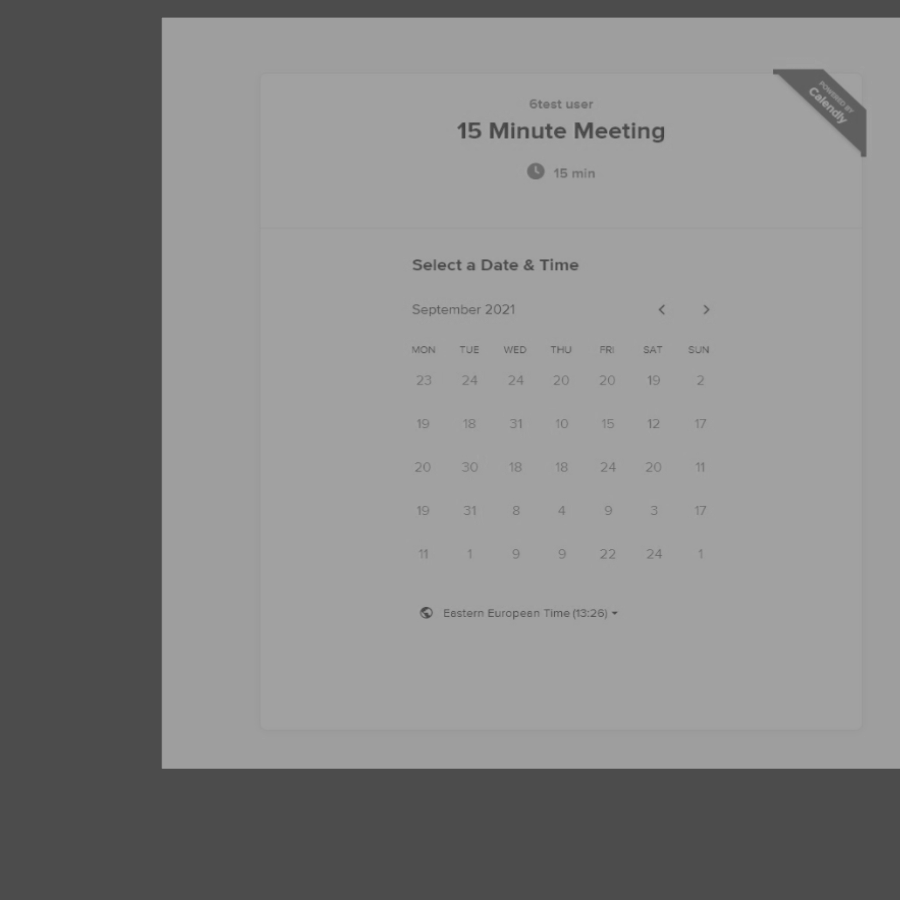 POWERED BY
Calendly
6test user
15 Minute Meeting
15 min
Select a Date & Time
September 2021
MON TUE WED THU FRI SAT SUN
23 24 24 20 20 19 2
19 18 31 10 15 12 17
20 30 18 18 24 20 11
19 31 8 4 9 3 17
11 1 9 9 22 24 1
Eastern European Time (13:26)